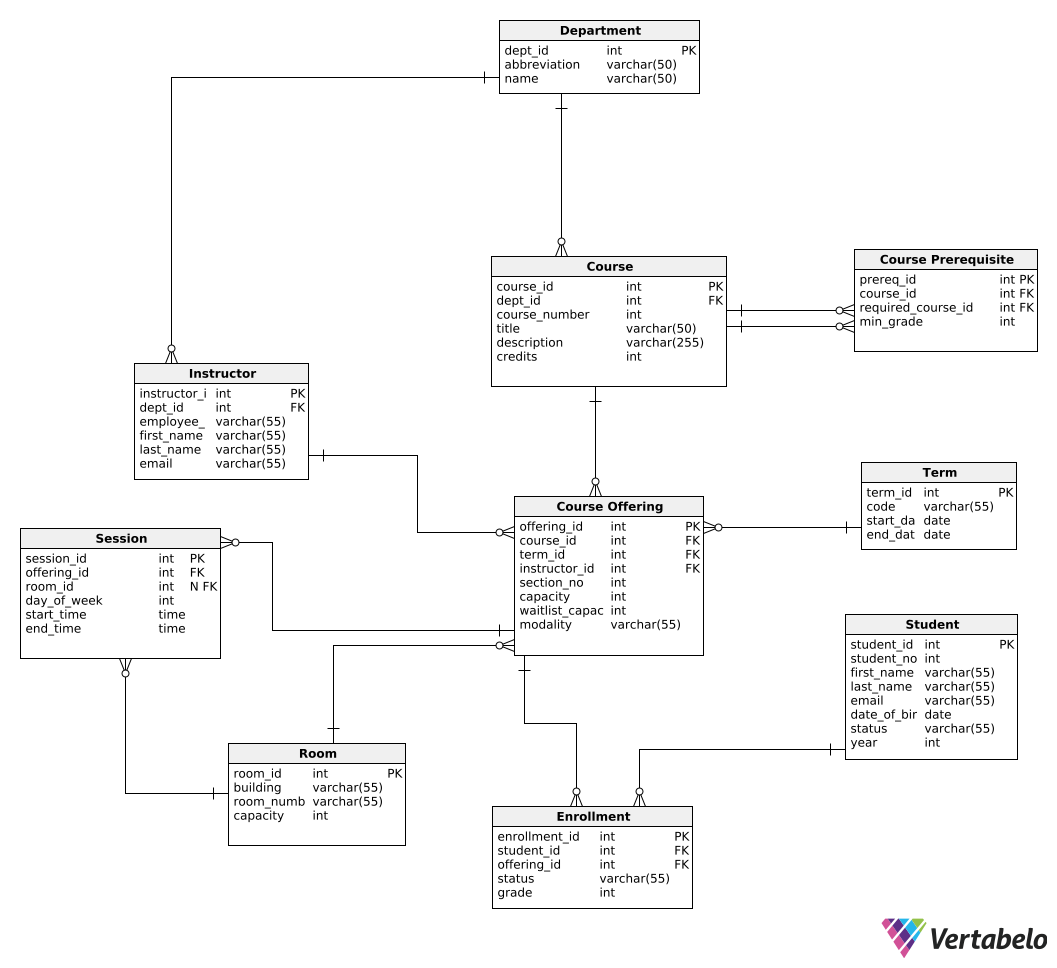 Department
dept_id int PK
abbreviation varchar(50)
name varchar(50)
Course
course_id int PK
dept_id int FK
course_number int
title varchar(50)
description varchar(255)
credits int
Course Prerequisite
prereq_id int PK
course_id int FK
required_course_id int FK
min_grade int
Instructor
instructor_i int PK
dept_id int FK
employee_ varchar(55)
first_name varchar(55)
last_name varchar(55)
email varchar(55)
Term
term_id int PK
code varchar(55)
start_da date
end_dat date
Course Offering
offering_id int PK
course_id int FK
term_id int FK
instructor_id int FK
section_no int
capacity int
waitlist_capac int
modality varchar(55)
Session
session_id int PK
offering_id int FK
room_id int N FK
day_of_week int
start_time time
end_time time
Student
student_id int PK
student_no int
first_name varchar(55)
last_name varchar(55)
email varchar(55)
date_of_bir date
status varchar(55)
year int
Room
room_id int PK
building varchar(55)
room_numb varchar(55)
capacity int
Enrollment
enrollment_id int PK
student_id int FK
offering_id int FK
status varchar(55)
grade int
Vertabelo